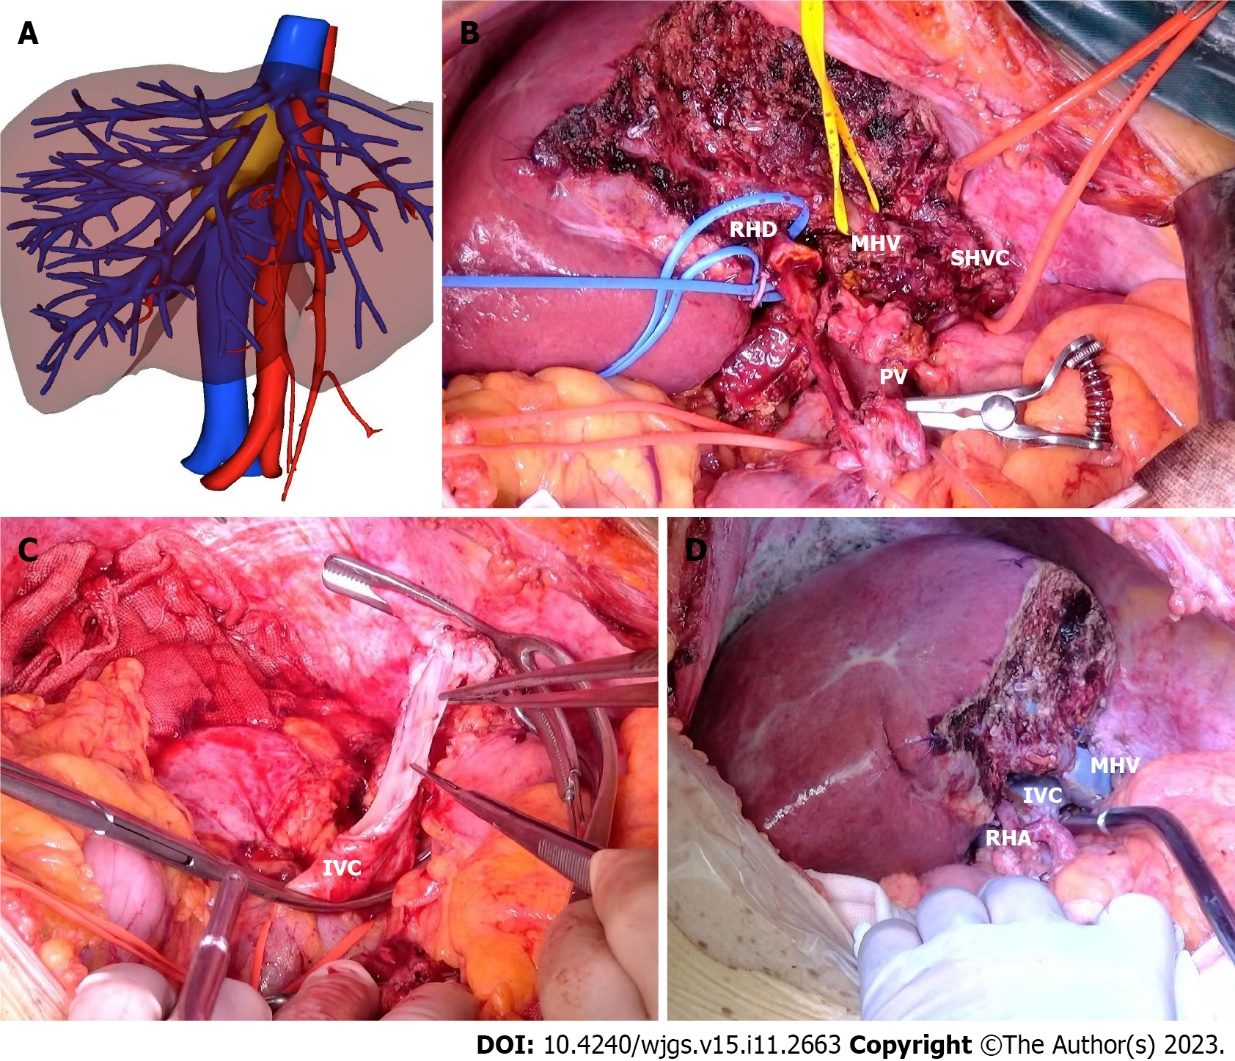 A
B
RHD
MHV
SHVC
PV
C
IVC
D
MHV
IVC
RHA
DOI: 10.4240/wjgs.v15.i11.2663 Copyright ©The Author(s) 2023.